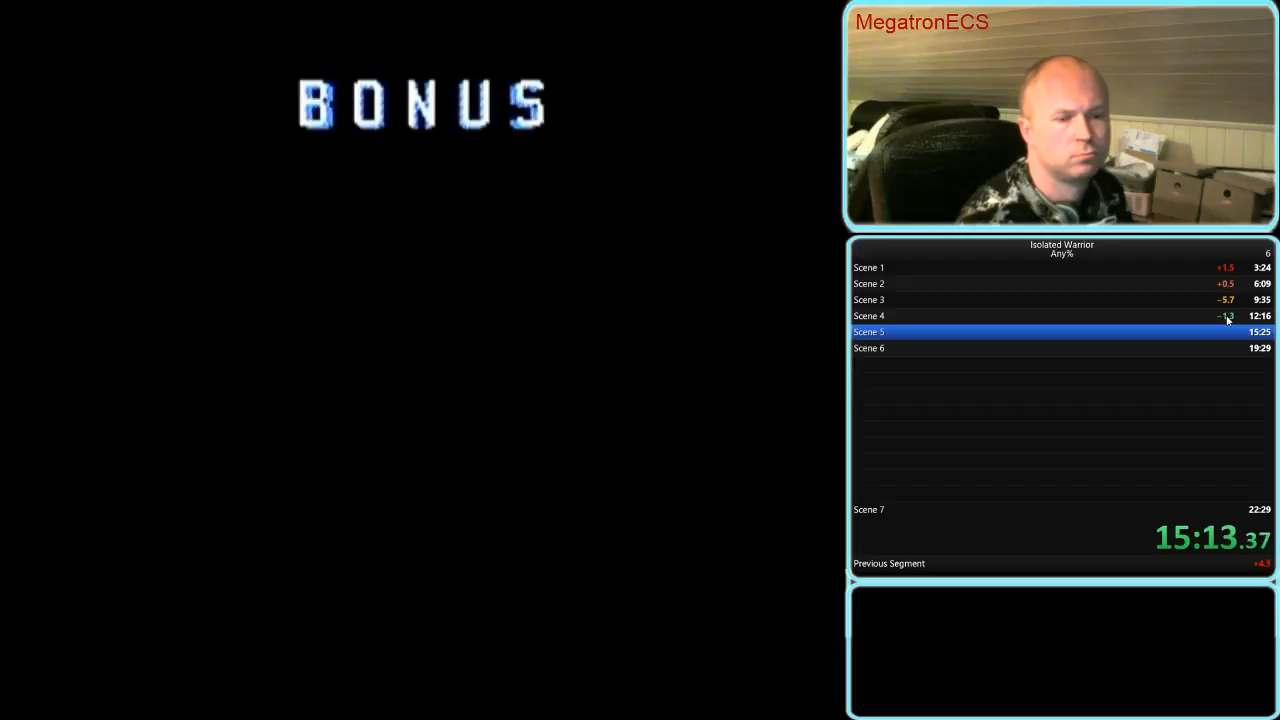 BONUS
MegatronECS
Isolated Warrior
Any% 6
Scene 1 +1.5 3:24
Scene 2 +0.5 6:09
Scene 3 −5.7 9:35
Scene 4 −1.3 12:16
Scene 5 15:25
Scene 6 19:29
Scene 7 22:29
15:13.37
Previous Segment +4.3